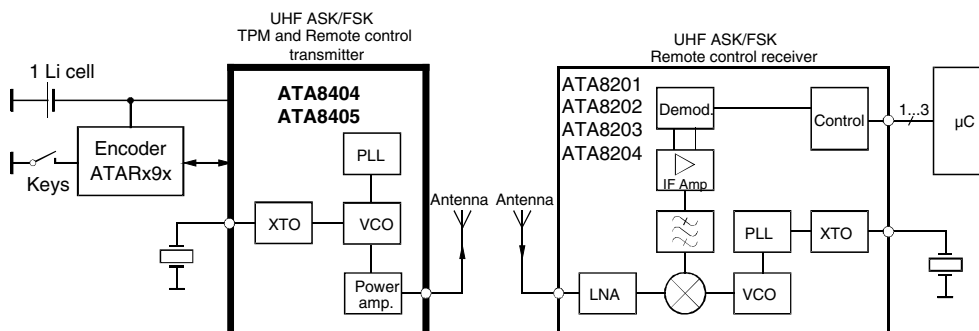 UHF ASK/FSK
TPM and Remote control
transmitter
1 Li cell
ATA8404
ATA8405
Encoder
ATARx9x
Keys
PLL
XTO
VCO
Power
amp.
Antenna
Antenna
UHF ASK/FSK
Remote control receiver
ATA8201
ATA8202
ATA8203
ATA8204
Demod.
Control
1...3
µC
IF Amp
PLL
XTO
LNA
VCO